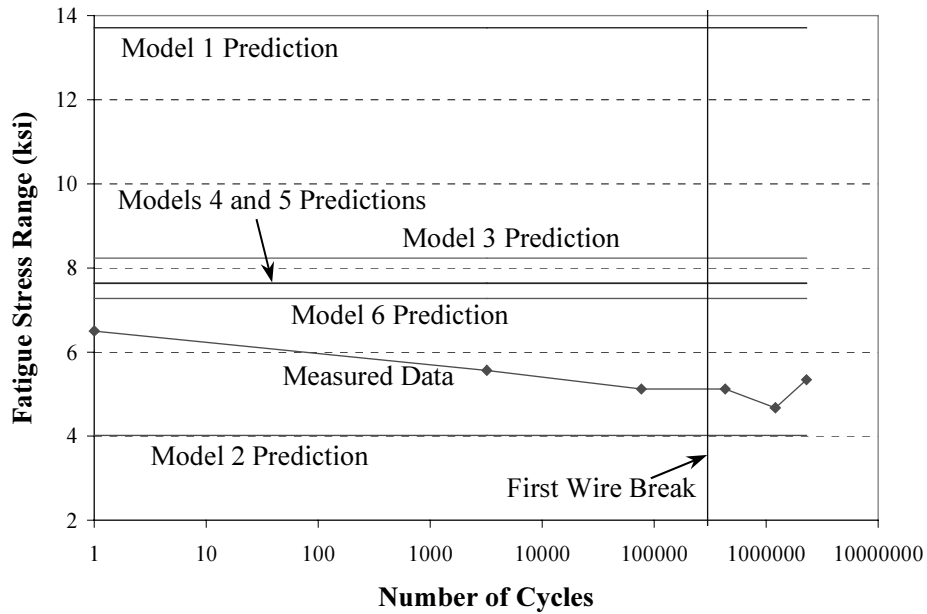 14
Model 1 Prediction
12
10
Models 4 and 5 Predictions
Model 3 Prediction
8
Model 6 Prediction
6
Measured Data
4
Model 2 Prediction
First Wire Break
2
Fatigue Stress Range (ksi)
1 10 100 1000 10000 100000 1000000 10000000
Number of Cycles